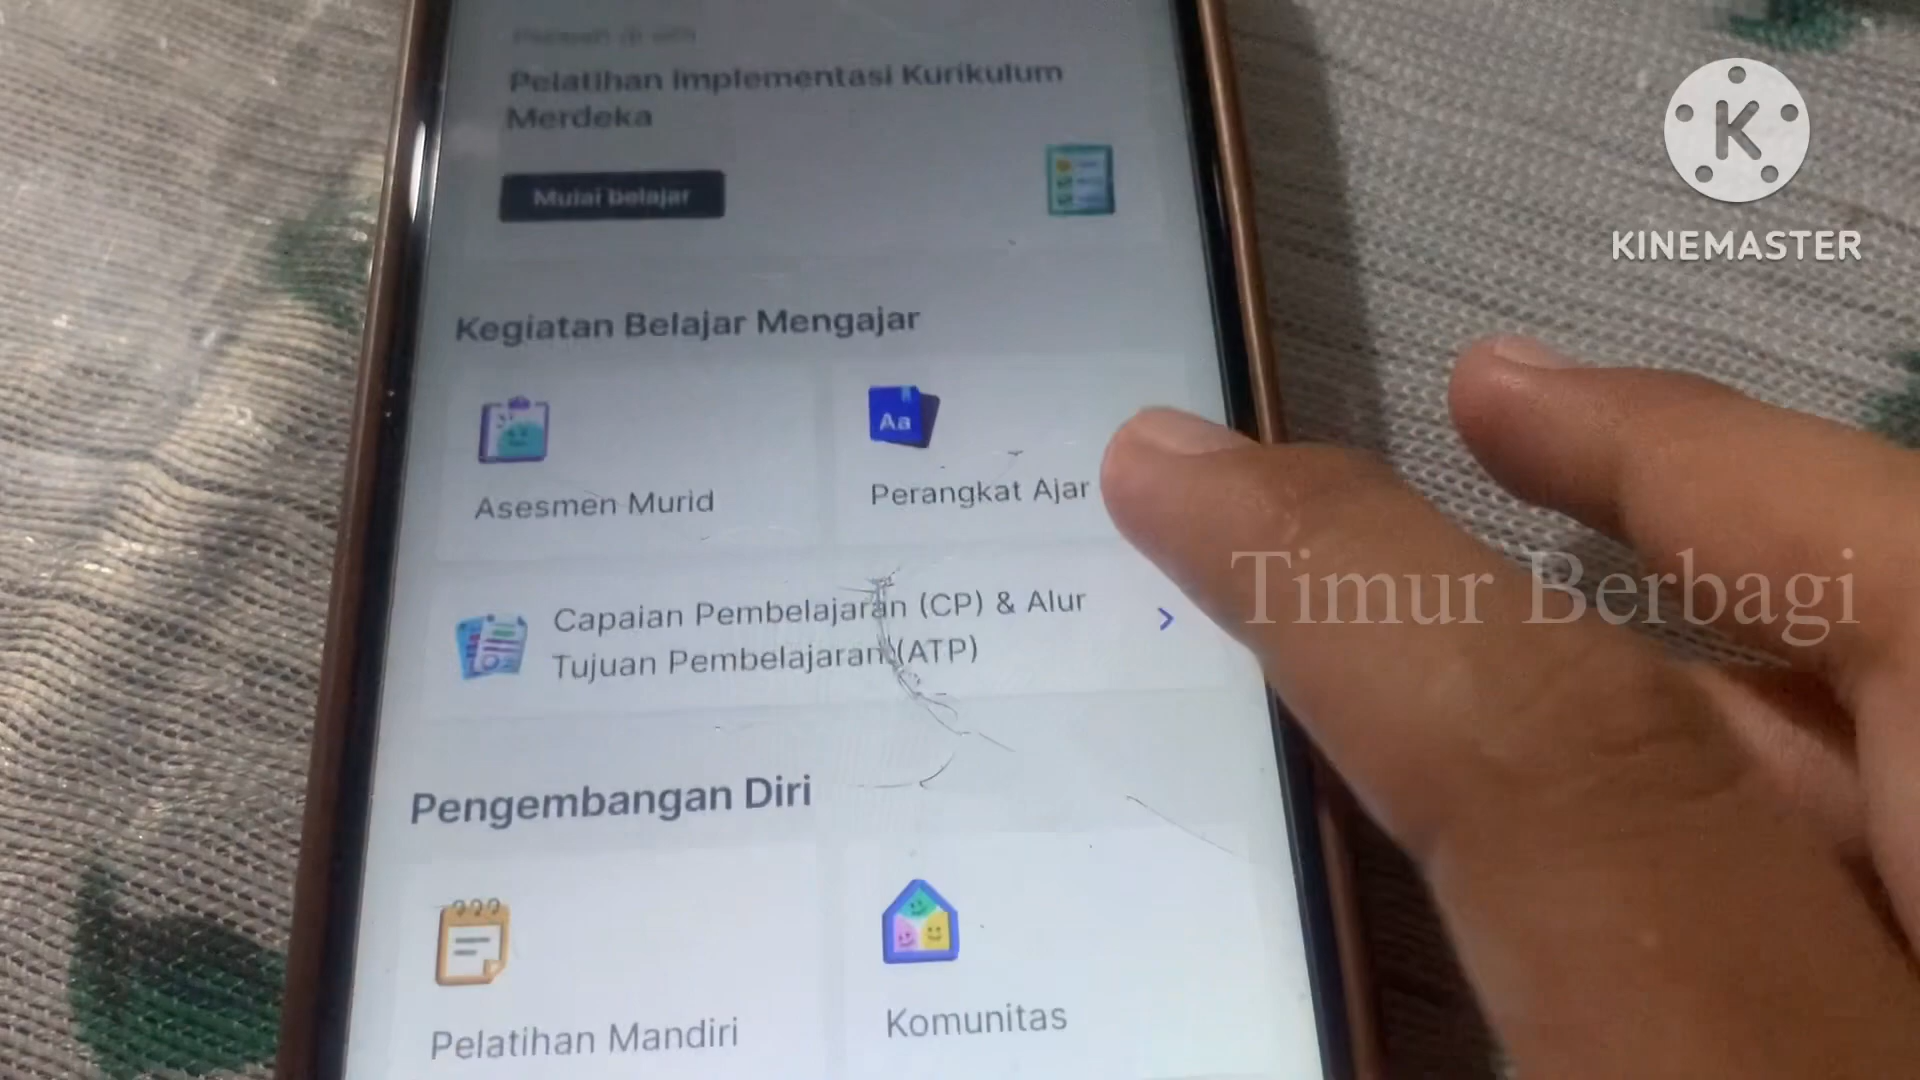 Pelatihan Implementasi Kurikulum
Merdeka
Mulai Belajar
K
KINEMASTER
Kegiatan Belajar Mengajar
Aa
Asesmen Murid
Perangkat Ajar
Capaian Pembelajaran (CP) & Alur
Tujuan Pembelajaran (ATP)
Timur Berbagi
Pengembangan Diri
Pelatihan Mandiri
Komunitas